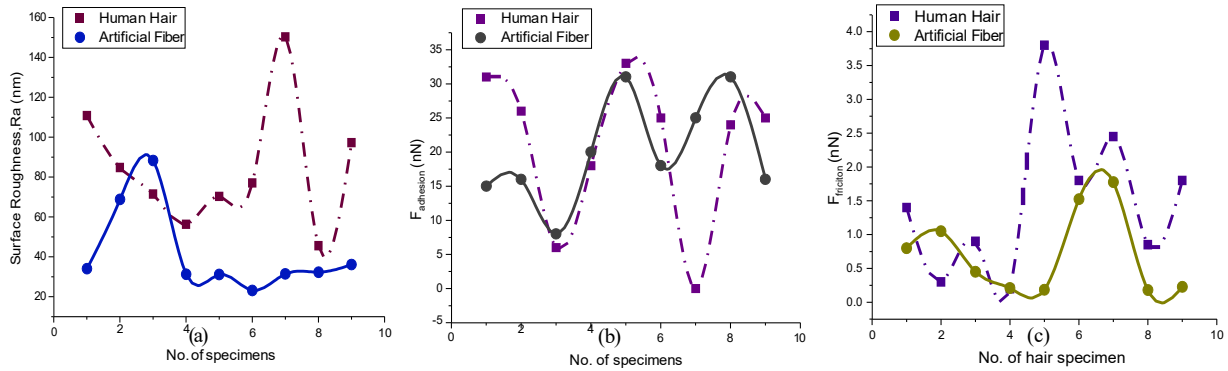 Human Hair
Artificial Fiber
160
140
120
100
80
60
40
20
Surface Roughness,Ra (nm)
0
2
4
6
8
10
(a)
No. of specimens
Human Hair
Artificial Fiber
35
30
25
20
15
10
5
0
-5
F adhesion (nN)
0
2
4
6
8
10
(b)
No. of specimens
Human Hair
Artificial Fiber
4.0
3.5
3.0
2.5
2.0
1.5
1.0
0.5
0.0
F friction (nN)
0
2
4
6
8
10
(c)
No. of hair specimen